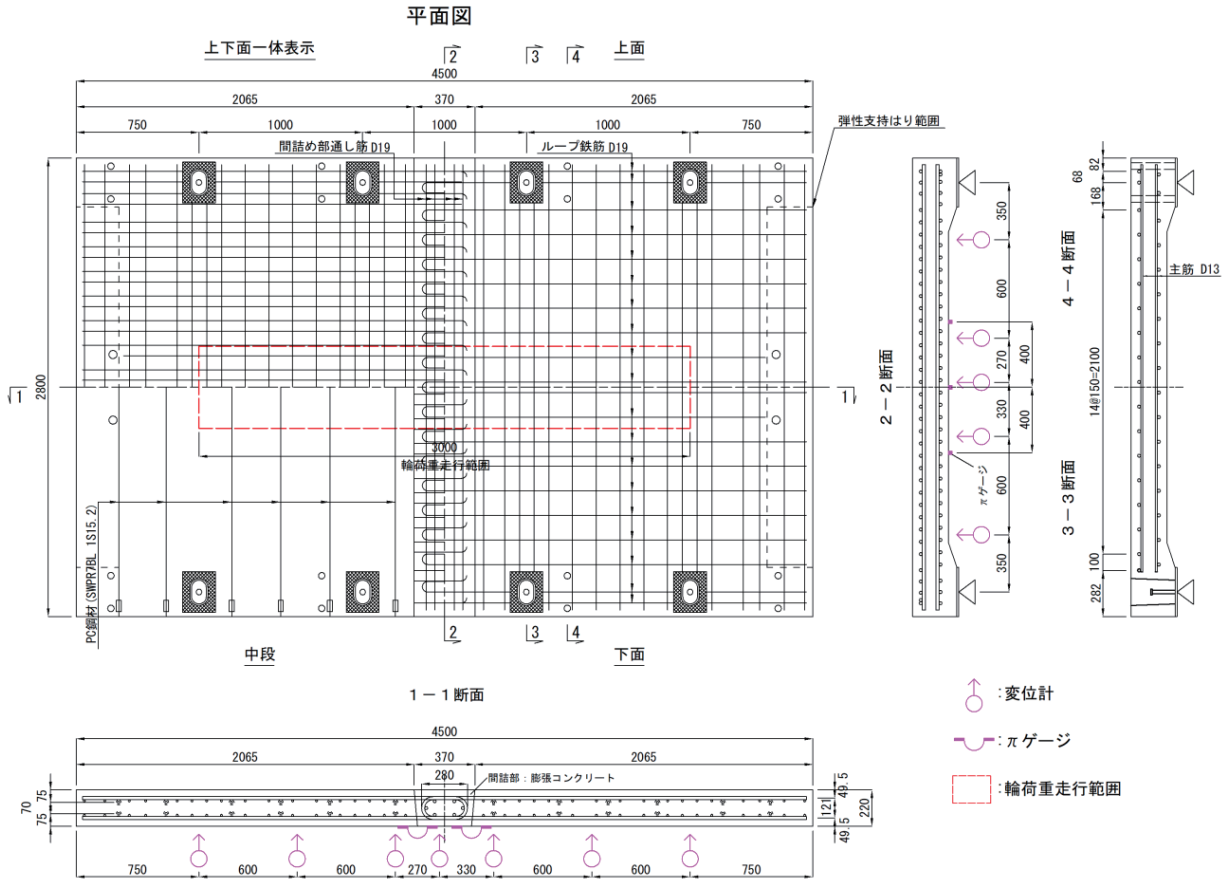 平面図
上下面一体表示
2
3
4
上面
4500
2065
370
2065
750
1000
1000
1000
750
間詰め部通し筋 D19
ループ鉄筋 D19
弾性支持はり範囲
2800
1
1
3000
輪荷重走行範囲
PC鋼材(SWPR7BL 1S15.2)
2
3
4
中段
下面
2-2断面
350
600
270
330
600
350
400
400
πゲージ
4-4断面
3-3断面
82
68
168
14@150=2100
100
282
主筋 D13
1-1断面
4500
2065
370
2065
280
間詰部:膨張コンクリート
75
70
75
49.5
121
49.5
220
750
600
600
270
330
600
600
750
:変位計
:πゲージ
:輪荷重走行範囲